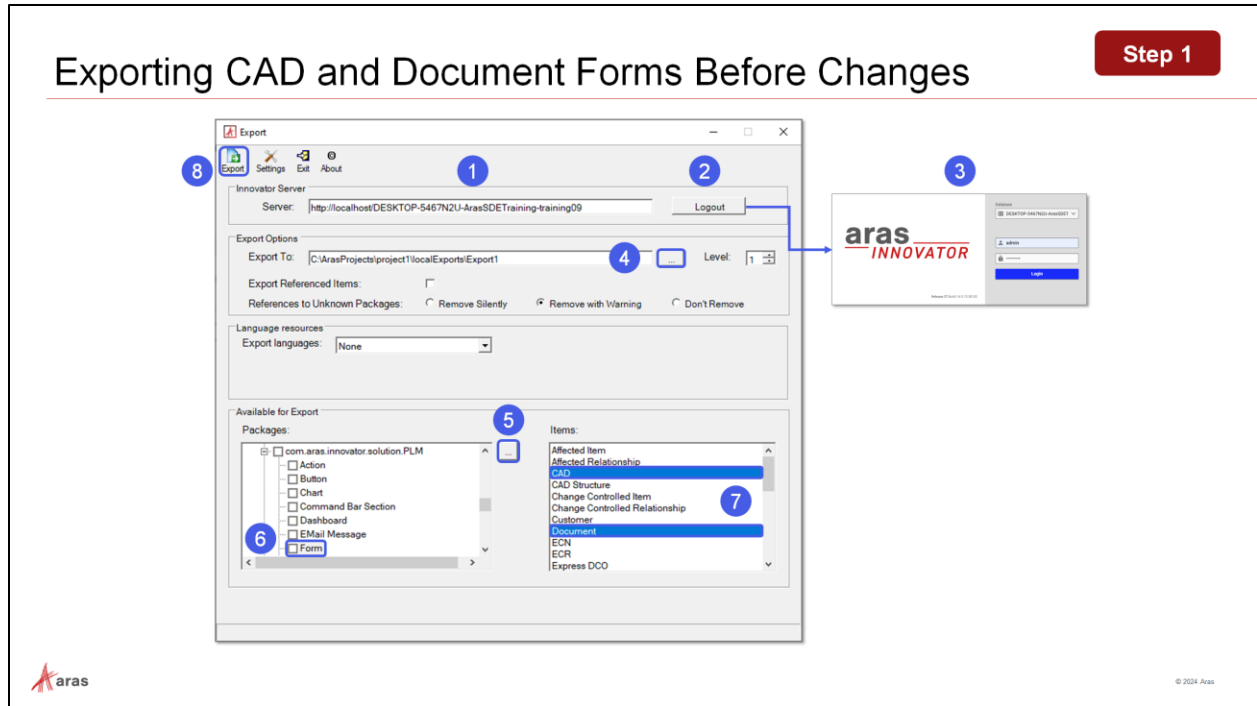 Exporting CAD and Document Forms Before Changes
Step 1
Export
8
Export Settings Exit About
1
2
3
Innovator Server
Server: http://localhost/DESKTOP-5467N2U-ArasSDETraining-training09 Logout
Export Options
Export To: C:\ArasProjects\project1\localExports\Export1 4 ... Level: 1
Export Referenced Items:
References to Unknown Packages: Remove Silently Remove with Warning Don't Remove
Language resources
Export languages: None
Available for Export
Packages:
5
...
com.aras.innovator.solution.PLM
Action
Button
Chart
Command Bar Section
Dashboard
EMail Message
6
Form
Items:
Affected Item
Affected Relationship
CAD
CAD Structure
Change Controlled Item
7
Change Controlled Relationship
Customer
Document
ECN
ECR
Express DCO
aras
INNOVATOR
Database
DESKTOP-5467N2U-ArasSDET
admin
Login
aras
© 2024 Aras